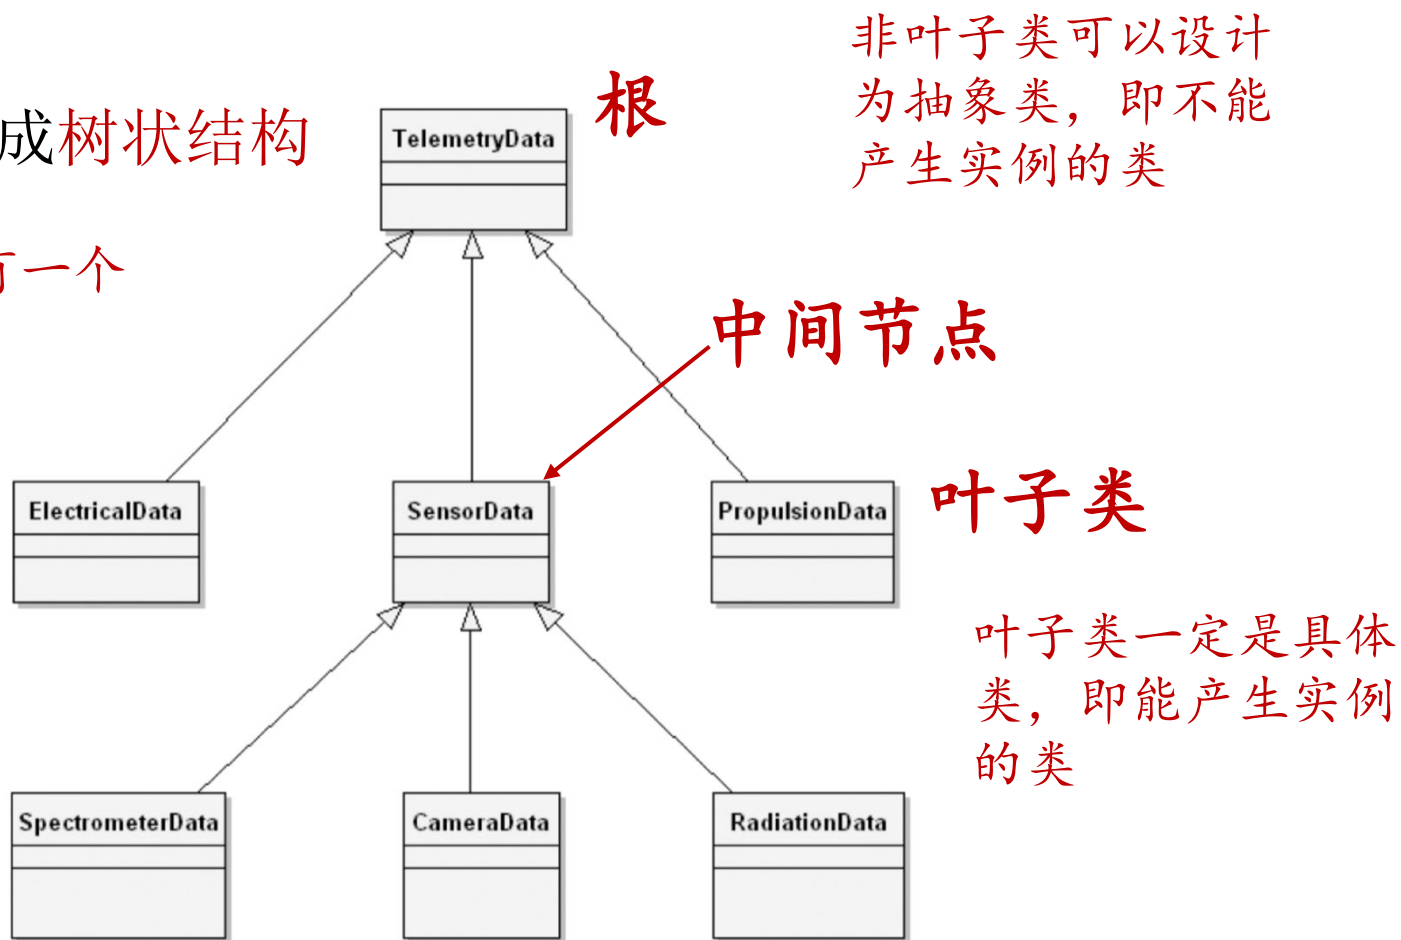 非叶子类可以设计
为抽象类，即不能
产生实例的类
根
成树状结构
TelemetryData
有一个
中间节点
叶子类
ElectricalData
SensorData
PropulsionData
叶子类一定是具体
类，即能产生实例
的类
SpectrometerData
CameraData
RadiationData